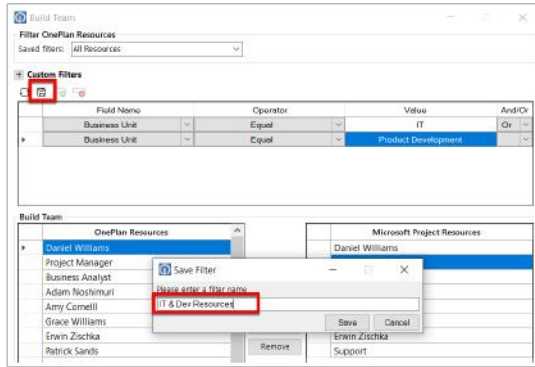 Build Team
Filter OnePlan Resources
Saved filters: All Resources
Custom Filters
Field Name Operator Value And/Or
Business Unit Equal IT Or
Business Unit Equal Product Development
Build Team
OnePlan Resources Microsoft Project Resources
Daniel Williams Daniel Williams
Project Manager
Business Analyst
Adam Noshimuri
Amy Cornelll
Grace Williams
Erwin Zischka Erwin Zischka
Patrick Sands Support
Remove
Save Filter
Please enter a filter name
IT & Dev Resources
Save Cancel